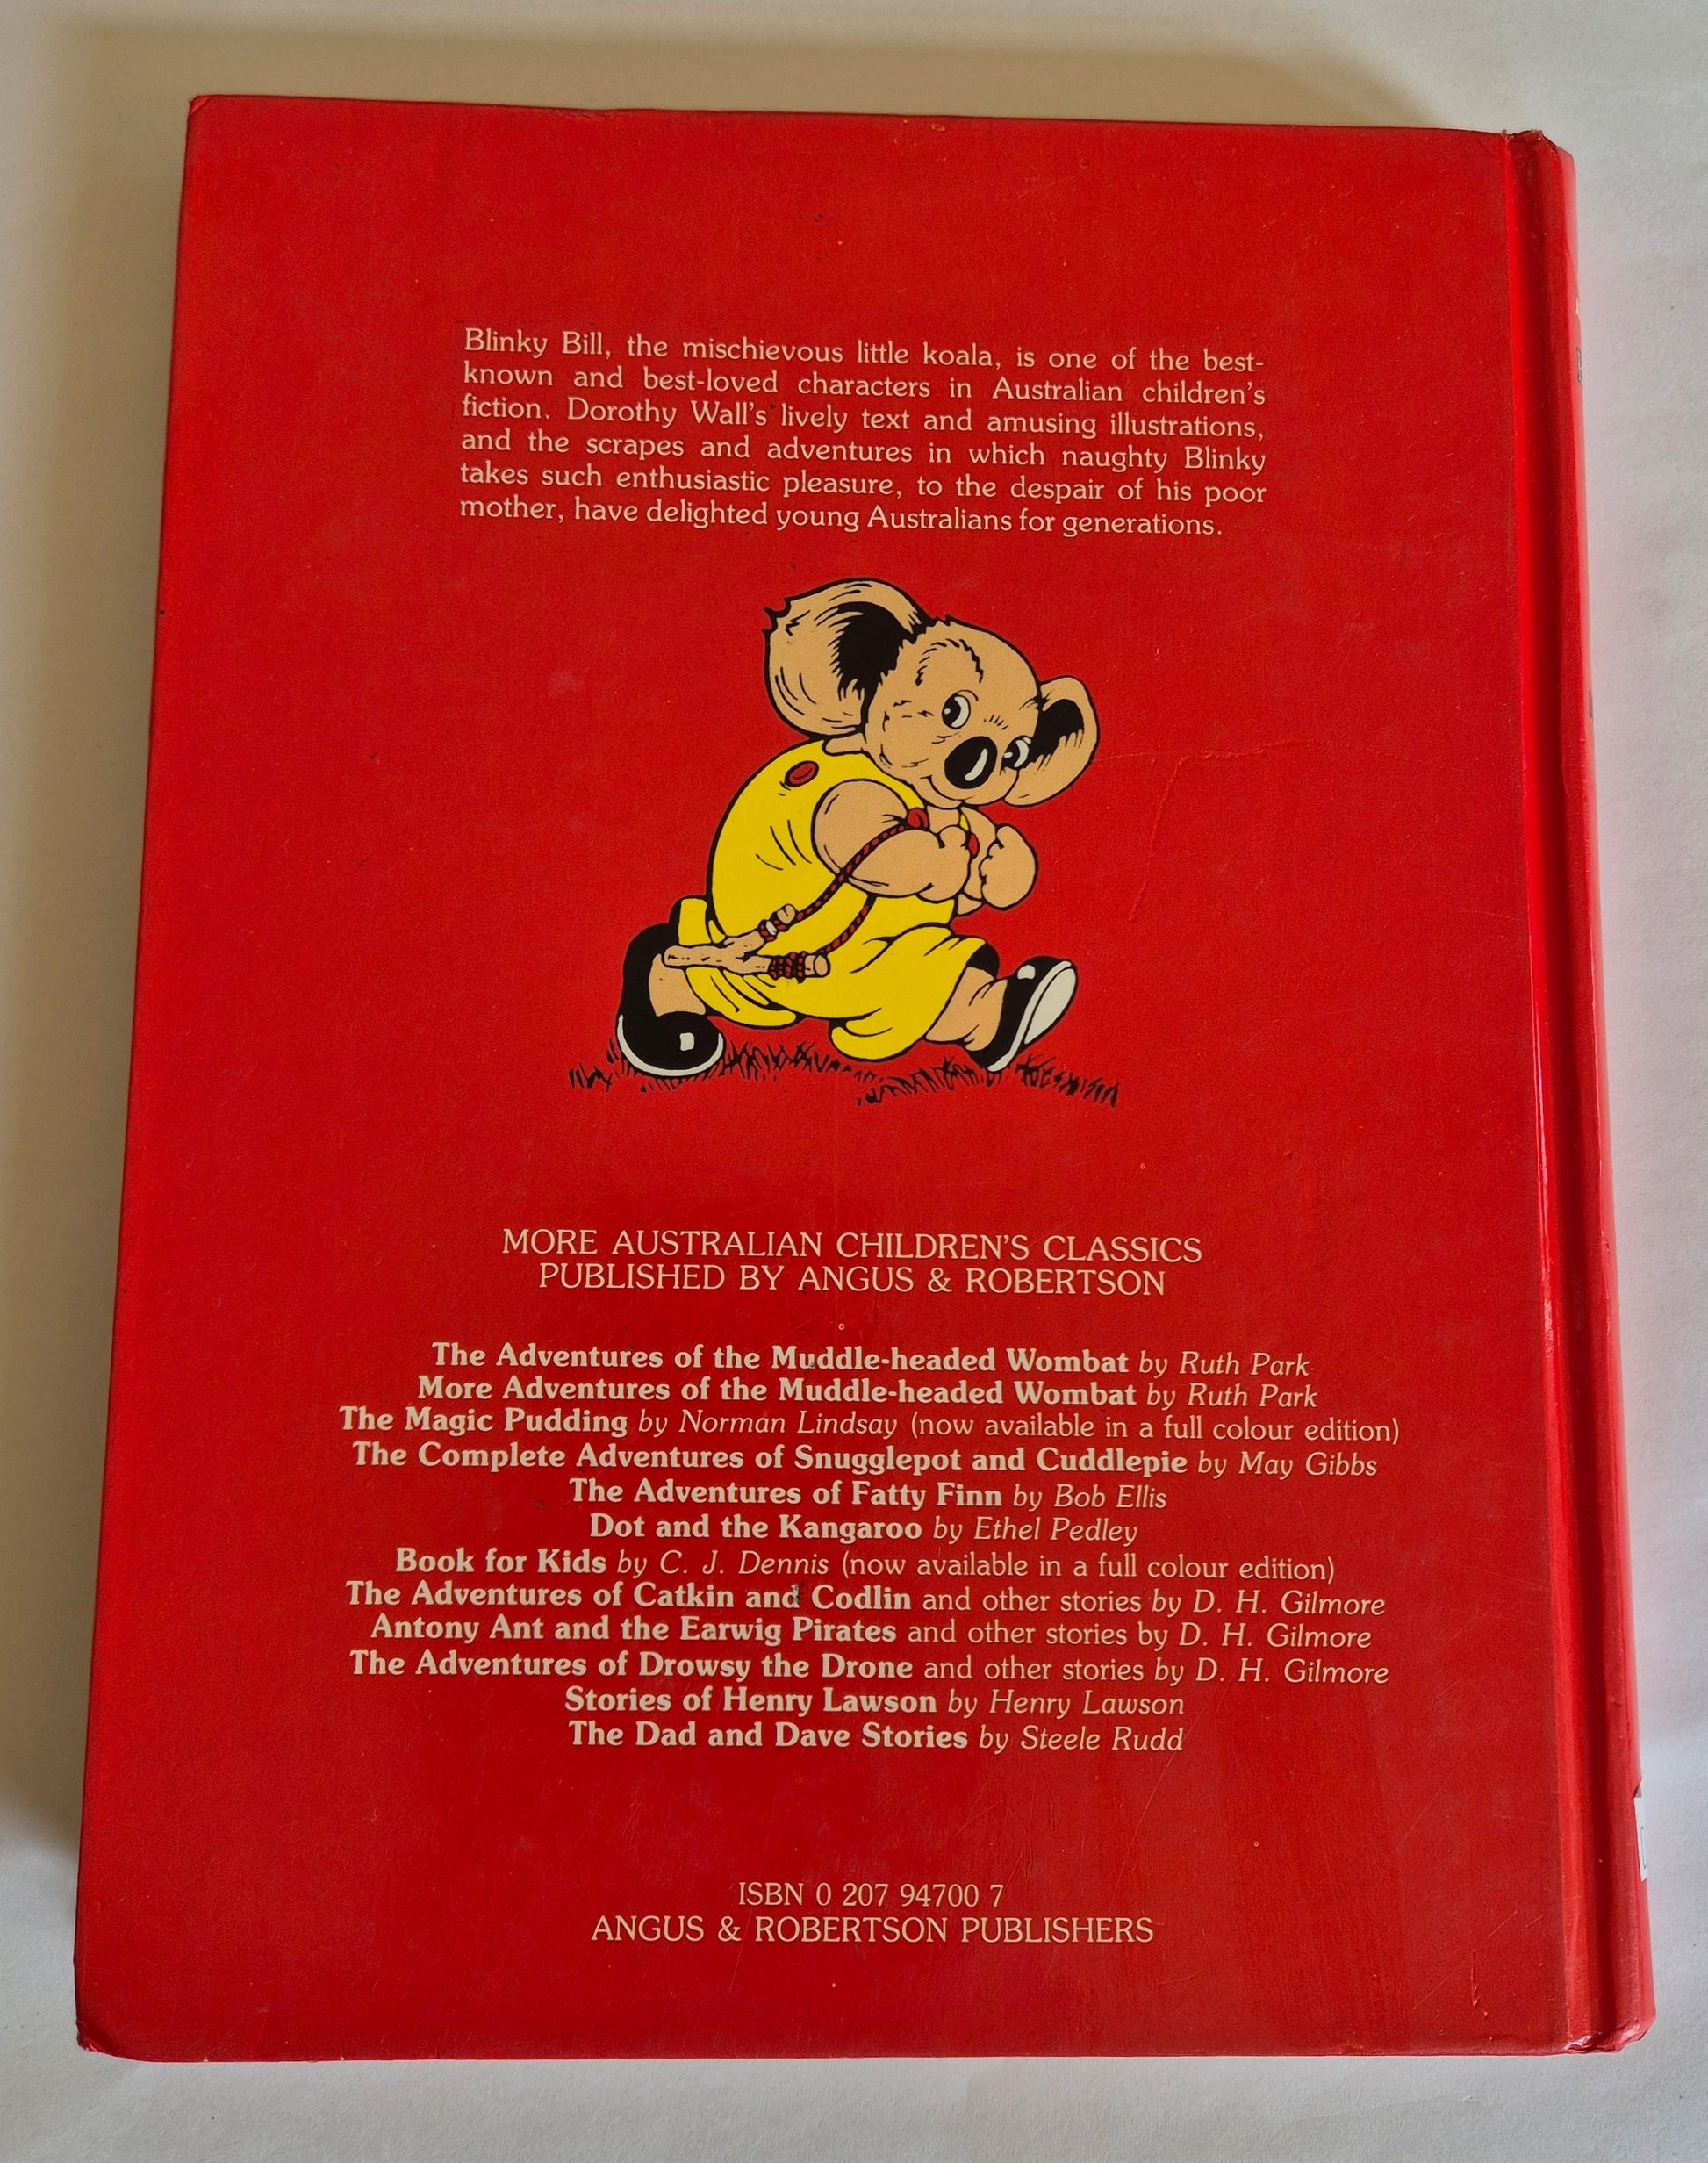 Blinky Bill, the mischievous little koala, is one of the best-
known and best-loved characters in Australian children's
fiction. Dorothy Wall's lively text and amusing illustrations,
and the scrapes and adventures in which naughty Blinky
takes such enthusiastic pleasure, to the despair of his poor
mother, have delighted young Australians for generations.
MORE AUSTRALIAN CHILDREN'S CLASSICS
PUBLISHED BY ANGUS & ROBERTSON
The Adventures of the Muddle-headed Wombat by Ruth Park
More Adventures of the Muddle-headed Wombat by Ruth Park
The Magic Pudding by Norman Lindsay (now available in a full colour edition)
The Complete Adventures of Snugglepot and Cuddlepie by May Gibbs
The Adventures of Fatty Finn by Bob Ellis
Dot and the Kangaroo by Ethel Pedley
Book for Kids by C. J. Dennis (now available in a full colour edition)
The Adventures of Catkin and Codlin and other stories by D. H. Gilmore
Antony Ant and the Earwig Pirates and other stories by D. H. Gilmore
The Adventures of Drowsy the Drone and other stories by D. H. Gilmore
Stories of Henry Lawson by Henry Lawson
The Dad and Dave Stories by Steele Rudd
ISBN 0 207 94700 7
ANGUS & ROBERTSON PUBLISHERS